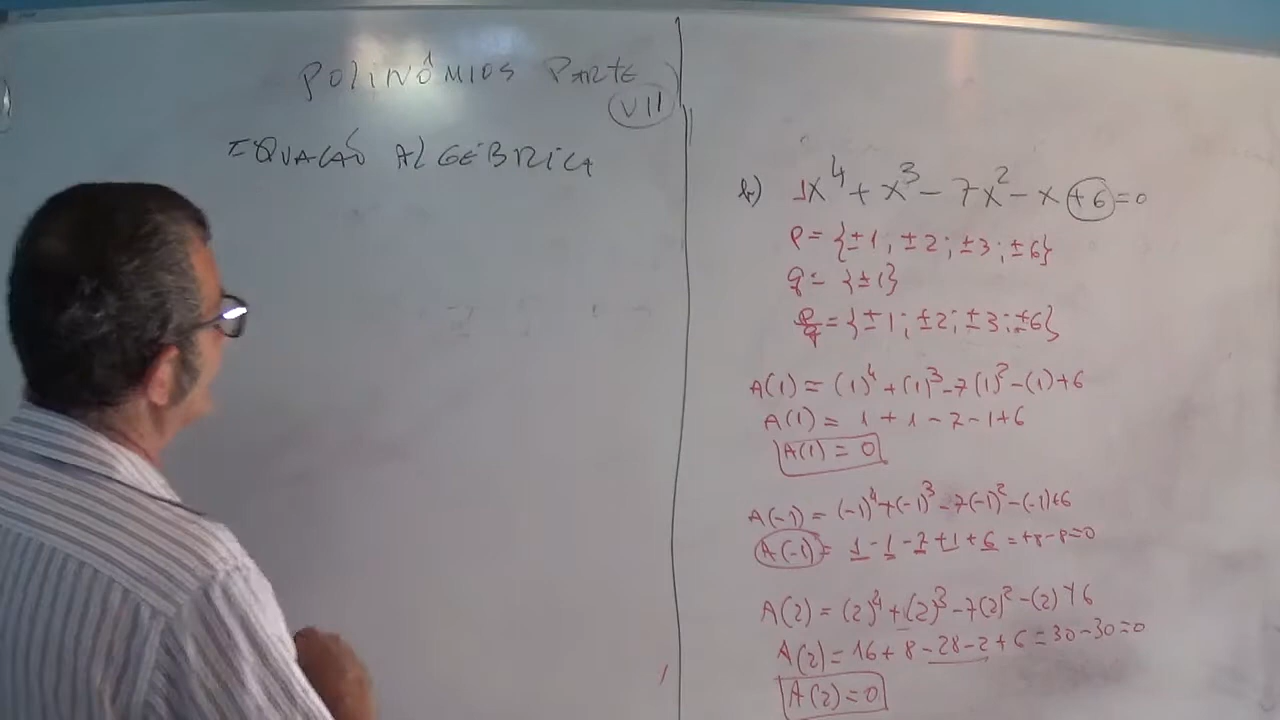 POLINÔMIOS PARTE
VII
EQUAÇÃO ALGÉBRICA
b) 1x⁴ + x³ - 7x² - x + 6 = 0
P = {±1; ±2; ±3; ±6}
q = {±1}
p/q = {±1; ±2; ±3; ±6}
A(1) = (1)⁴ + (1)³ - 7(1)² - (1) + 6
A(1) = 1 + 1 - 7 - 1 + 6
A(1) = 0
A(-1) = (-1)⁴ + (-1)³ - 7(-1)² - (-1) + 6
A(-1) = 1 - 1 - 7 + 1 + 6 = +8 - 8 = 0
A(2) = (2)⁴ + (2)³ - 7(2)² - (2) + 6
A(2) = 16 + 8 - 28 - 2 + 6 = 30 - 30 = 0
A(2) = 0